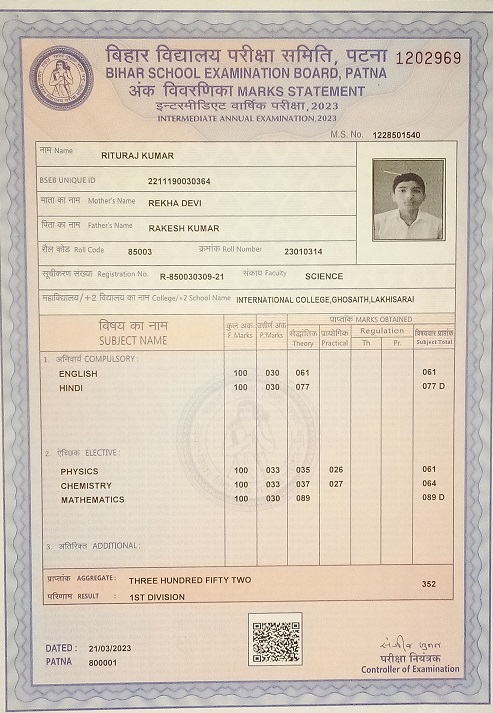 बिहार विद्यालय परीक्षा समिति, पटना 1202969
BIHAR SCHOOL EXAMINATION BOARD, PATNA
अंक विवरणिका MARKS STATEMENT
इन्टरमीडिएट वार्षिक परीक्षा, 2023
INTERMEDIATE ANNUAL EXAMINATION, 2023
M.S. No. 1228501540
नाम Name RITURAJ KUMAR
BSEB UNIQUE ID 2211190030364
माता का नाम Mother's Name REKHA DEVI
पिता का नाम Father's Name RAKESH KUMAR
रौल कोड Roll Code 85003 क्रमांक Roll Number 23010314
सूचीकरण संख्या Registration No. R-850030309-21 संकाय Faculty SCIENCE
महाविद्यालय/+2 विद्यालय का नाम College/+2 School Name INTERNATIONAL COLLEGE,GHOSAITH,LAKHISARAI
विषय का नाम कुल अंक उत्तीर्ण अंक प्राप्तांक MARKS OBTAINED
SUBJECT NAME F. Marks P.Marks सैद्धांतिक Theory प्रायोगिक Practical Regulation Th. Pr. विषयवार प्राप्तांक Subject Total
1. अनिवार्य COMPULSORY:
ENGLISH 100 030 061 061
HINDI 100 030 077 077 D
2. ऐच्छिक ELECTIVE:
PHYSICS 100 033 035 026 061
CHEMISTRY 100 033 037 027 064
MATHEMATICS 100 030 089 089 D
3. अतिरिक्त ADDITIONAL:
प्राप्तांक AGGREGATE: THREE HUNDRED FIFTY TWO 352
परिणाम RESULT : 1ST DIVISION
DATED : 21/03/2023
PATNA 800001
परीक्षा नियंत्रक
Controller of Examination